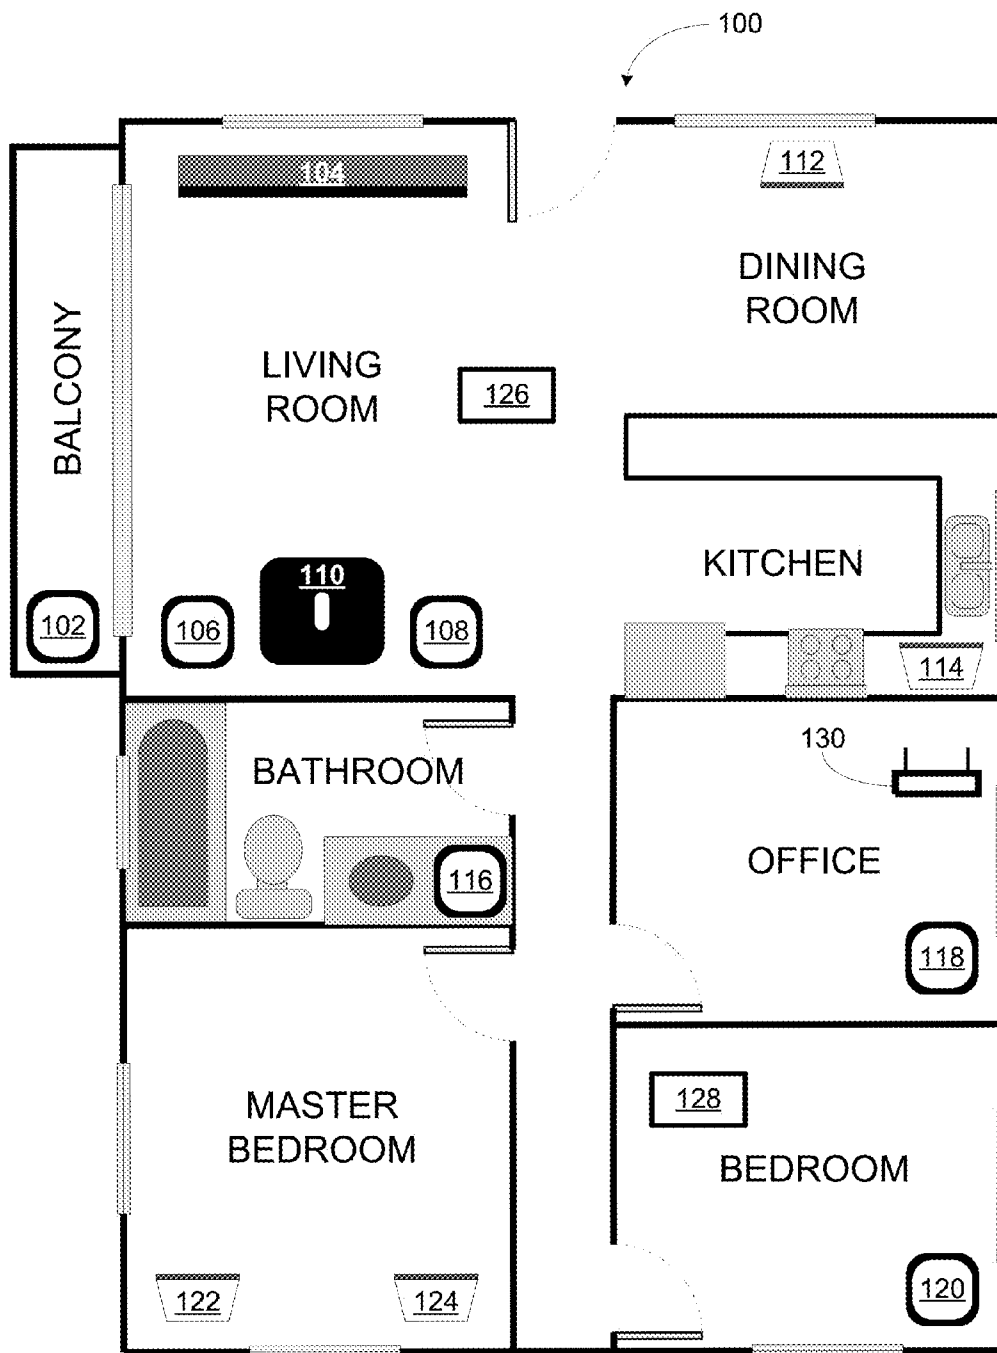 100
104
112
DINING
ROOM
BALCONY
LIVING
ROOM
126
KITCHEN
110
102
106
108
114
130
BATHROOM
OFFICE
116
118
128
MASTER
BEDROOM
BEDROOM
122
124
120